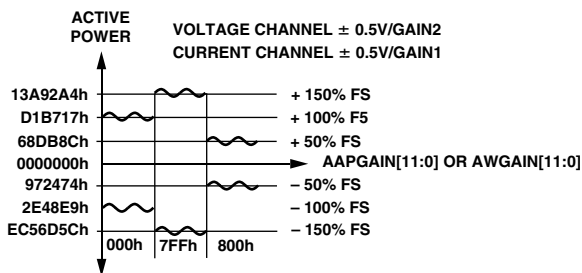 ACTIVE
POWER
VOLTAGE CHANNEL ± 0.5V/GAIN2
CURRENT CHANNEL ± 0.5V/GAIN1
13A92A4h + 150% FS
D1B717h + 100% F5
68DB8Ch + 50% FS
0000000h AAPGAIN[11:0] OR AWGAIN[11:0]
972474h – 50% FS
2E48E9h – 100% FS
EC56D5Ch – 150% FS
000h 7FFh 800h